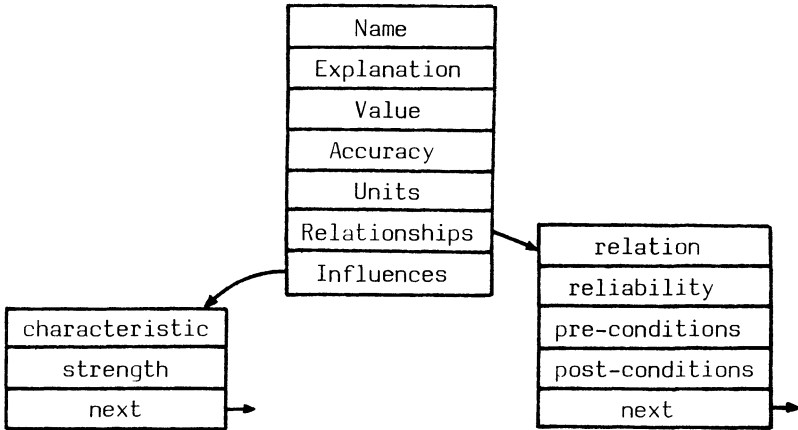 Name
Explanation
Value
Accuracy
Units
Relationships
Influences
characteristic
strength
next
relation
reliability
pre-conditions
post-conditions
next